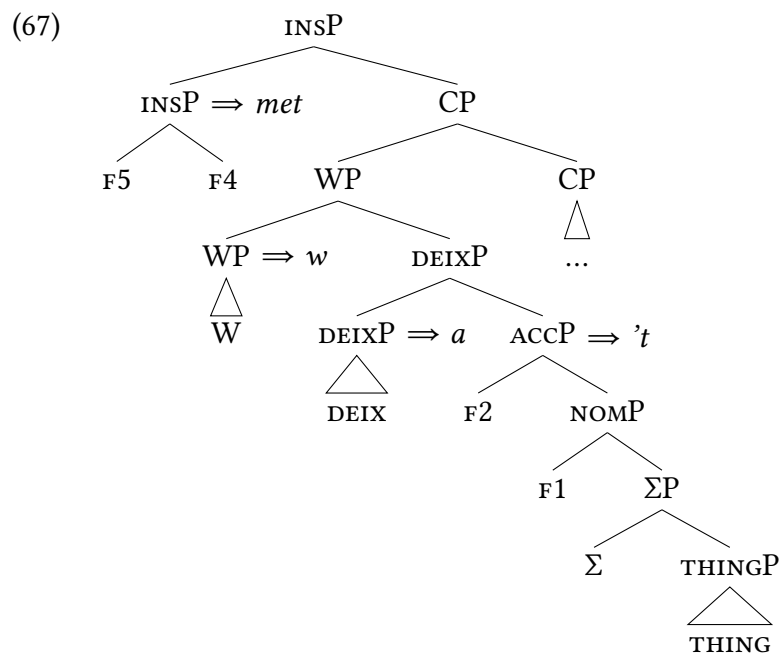 (67) INSP
INSP ⇒ met CP
F5 F4 WP CP
WP ⇒ w DEIXP ...
W DEIXP ⇒ a ACCP ⇒ 't
DEIX F2 NOMP
F1 ΣP
Σ THINGP
THING